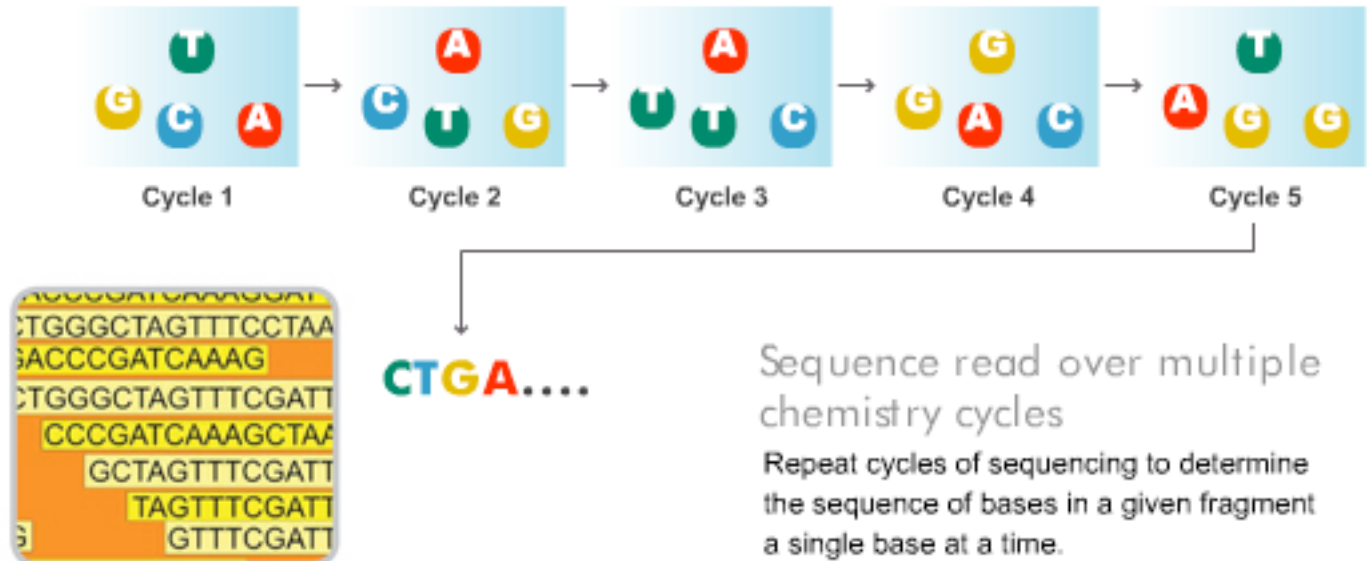 T
G C A
A
C T G
A
T T C
G
G A C
T
A G G
Cycle 1 Cycle 2 Cycle 3 Cycle 4 Cycle 5
ACCCGATCAAAGGAT
CTGGGCTAGTTTCCTAA
GACCCGATCAAAG
CTGGGCTAGTTTCGATT
CCCGATCAAAGCTAA
GCTAGTTTCGATT
TAGTTTCGATT
G GTTTCGATT
CTGA....
Sequence read over multiple
chemistry cycles
Repeat cycles of sequencing to determine
the sequence of bases in a given fragment
a single base at a time.